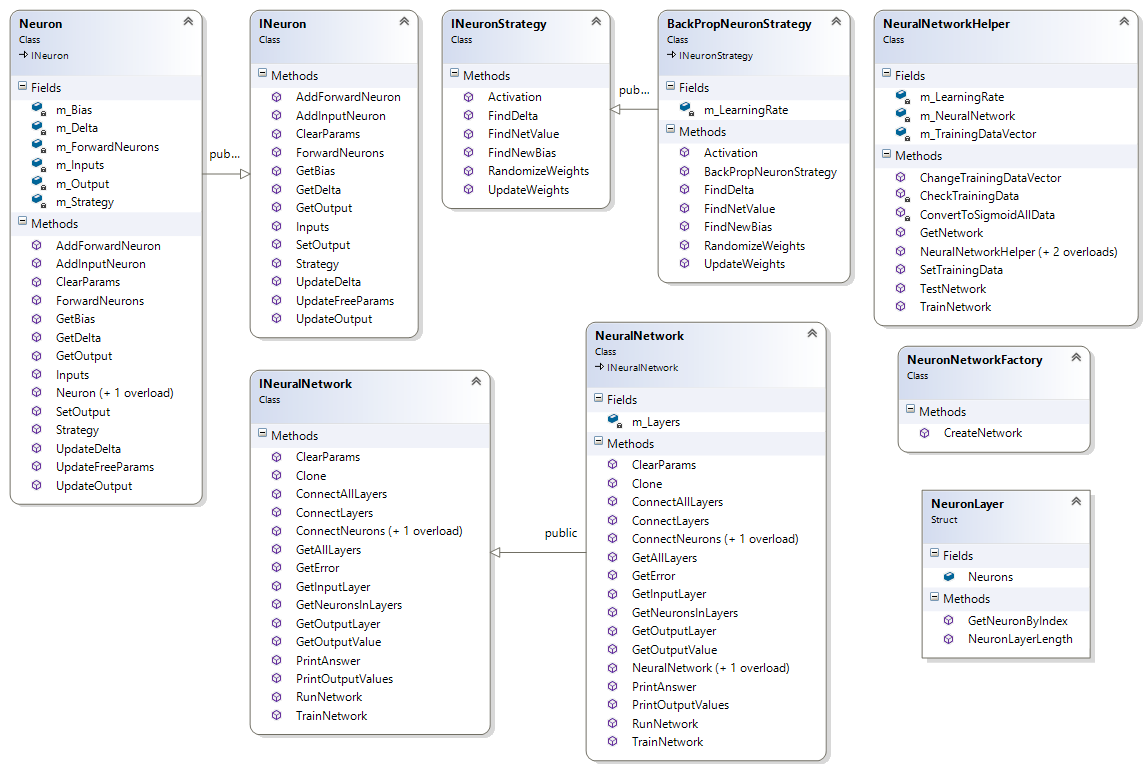 Neuron
Class
INeuron
Fields
m_Bias
m_Delta
m_ForwardNeurons
m_Inputs
m_Output
m_Strategy
Methods
AddForwardNeuron
AddInputNeuron
ClearParams
ForwardNeurons
GetBias
GetDelta
GetOutput
Inputs
Neuron (+ 1 overload)
SetOutput
Strategy
UpdateDelta
UpdateFreeParams
UpdateOutput
pub...
INeuron
Class
Methods
AddForwardNeuron
AddInputNeuron
ClearParams
ForwardNeurons
GetBias
GetDelta
GetOutput
Inputs
SetOutput
Strategy
UpdateDelta
UpdateFreeParams
UpdateOutput
INeuronStrategy
Class
Methods
Activation
FindDelta
FindNetValue
FindNewBias
RandomizeWeights
UpdateWeights
pub...
BackPropNeuronStrategy
Class
INeuronStrategy
Fields
m_LearningRate
Methods
Activation
BackPropNeuronStrategy
FindDelta
FindNetValue
FindNewBias
RandomizeWeights
UpdateWeights
NeuralNetworkHelper
Class
Fields
m_LearningRate
m_NeuralNetwork
m_TrainingDataVector
Methods
ChangeTrainingDataVector
CheckTrainingData
ConvertToSigmoidAllData
GetNetwork
NeuralNetworkHelper (+ 2 overloads)
SetTrainingData
TestNetwork
TrainNetwork
INeuralNetwork
Class
Methods
ClearParams
Clone
ConnectAllLayers
ConnectLayers
ConnectNeurons (+ 1 overload)
GetAllLayers
GetError
GetInputLayer
GetNeuronsInLayers
GetOutputLayer
GetOutputValue
PrintAnswer
PrintOutputValues
RunNetwork
TrainNetwork
public
NeuralNetwork
Class
INeuralNetwork
Fields
m_Layers
Methods
ClearParams
Clone
ConnectAllLayers
ConnectLayers
ConnectNeurons (+ 1 overload)
GetAllLayers
GetError
GetInputLayer
GetNeuronsInLayers
GetOutputLayer
GetOutputValue
NeuralNetwork (+ 1 overload)
PrintAnswer
PrintOutputValues
RunNetwork
TrainNetwork
NeuronNetworkFactory
Class
Methods
CreateNetwork
NeuronLayer
Struct
Fields
Neurons
Methods
GetNeuronByIndex
NeuronLayerLength